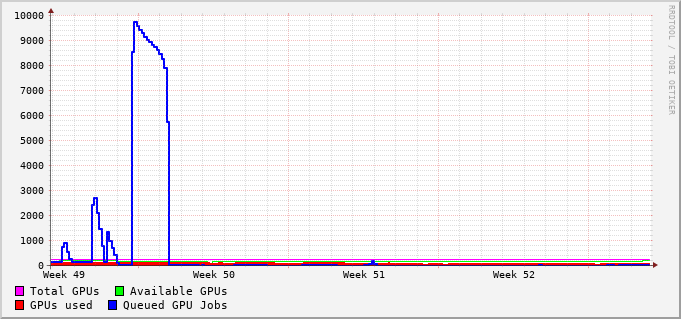 10000
9000
8000
7000
6000
5000
4000
3000
2000
1000
0
Week 49 Week 50 Week 51 Week 52
Total GPUs Available GPUs
GPUs used Queued GPU Jobs
RRDTOOL / TOBI OETIKER